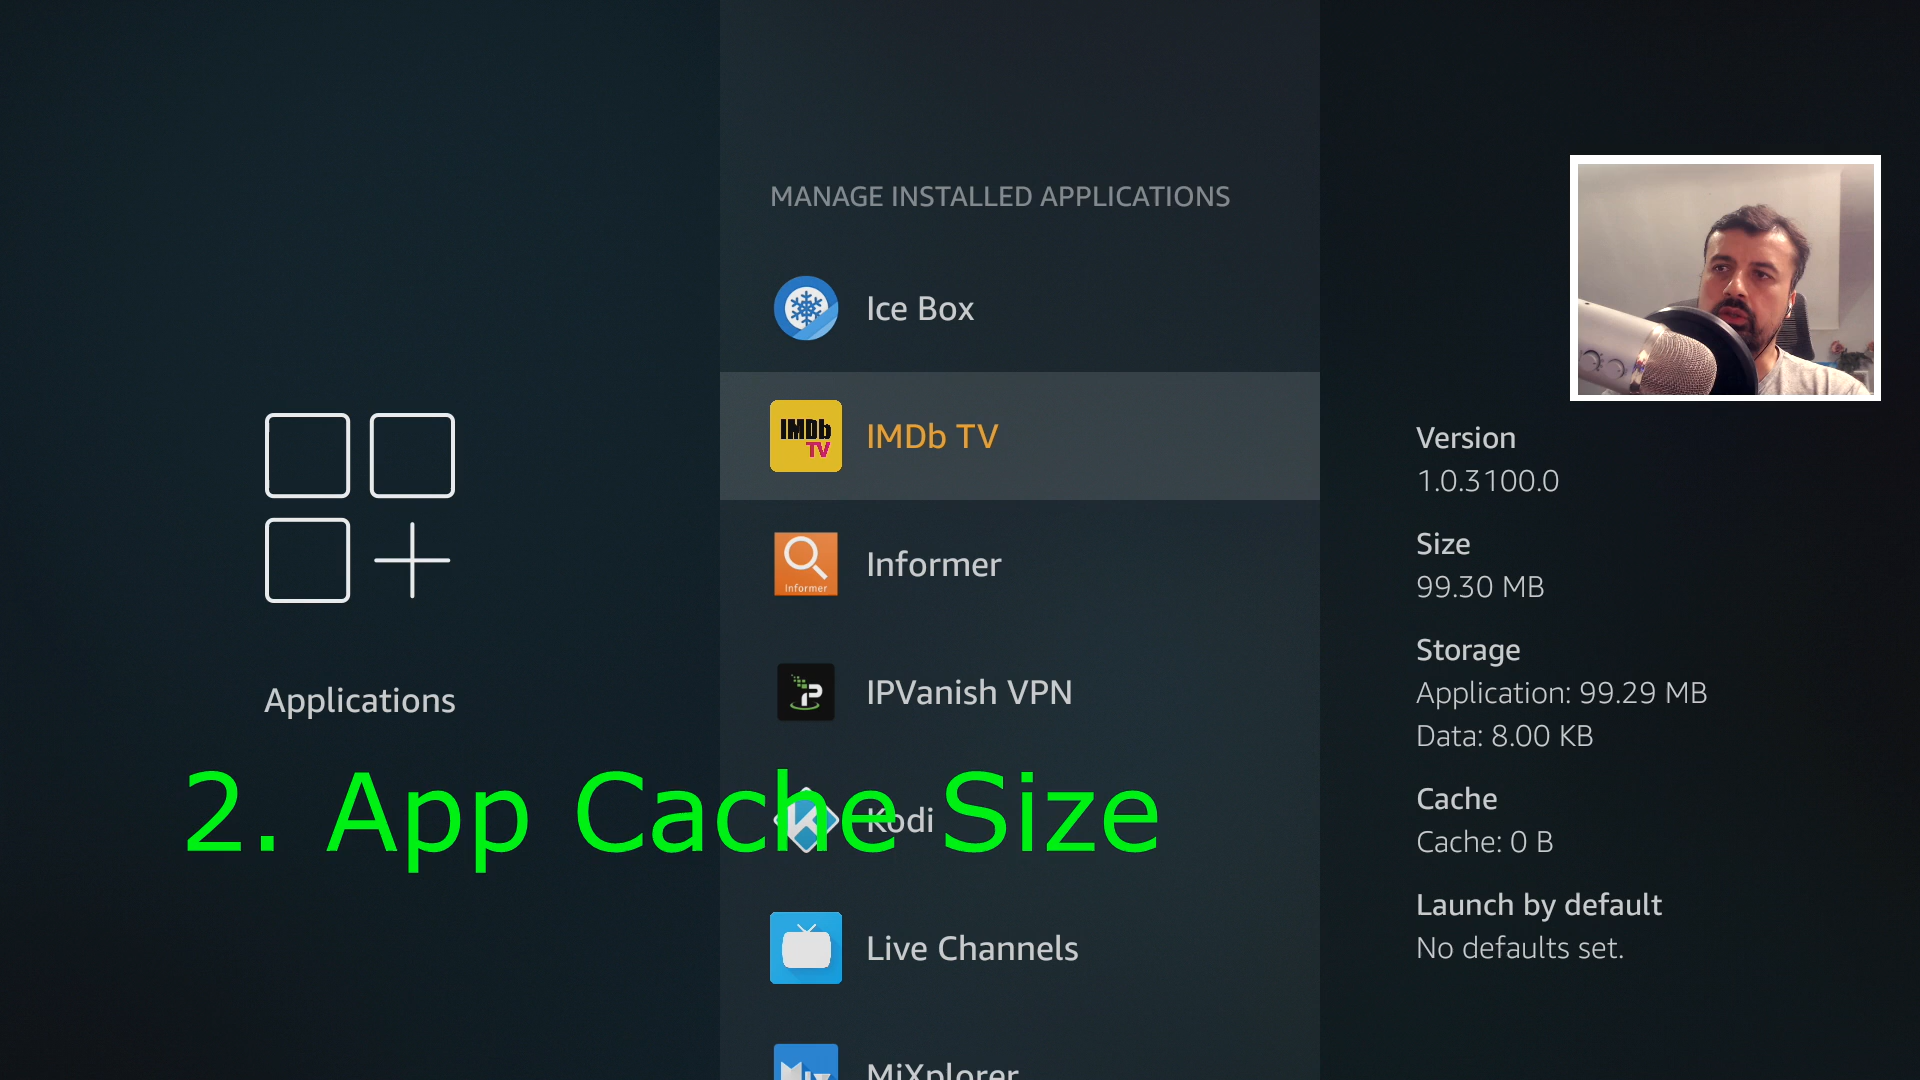 MANAGE INSTALLED APPLICATIONS
Ice Box
IMDb TV
IMDb TV
Informer
Informer
IP
IPVanish VPN
Kodi
Live Channels
MiXplorer
Applications
2. App Cache Size
Version
1.0.3100.0
Size
99.30 MB
Storage
Application: 99.29 MB
Data: 8.00 KB
Cache
Cache: 0 B
Launch by default
No defaults set.